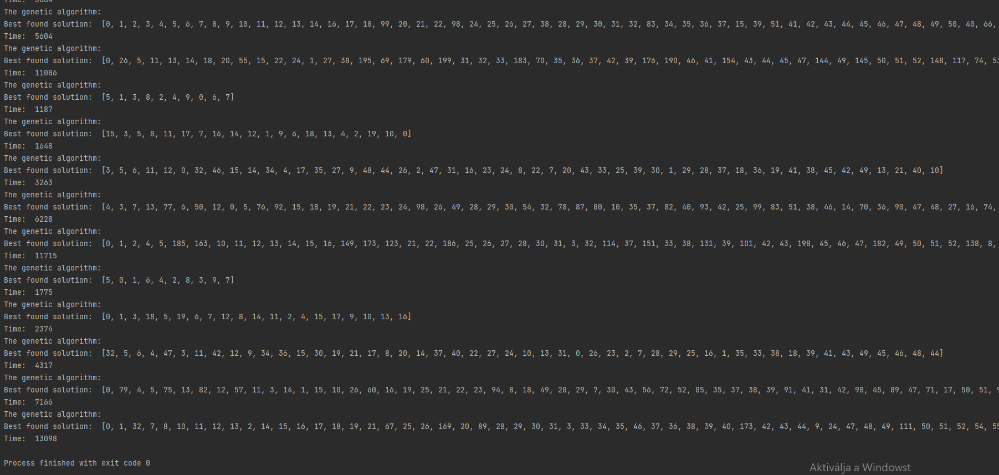 Time:  5084
The genetic algorithm:
Best found solution:  [0, 1, 2, 3, 4, 5, 6, 7, 8, 9, 10, 11, 12, 13, 14, 16, 17, 18, 99, 20, 21, 22, 98, 24, 25, 26, 27, 38, 28, 29, 30, 31, 32, 83, 34, 35, 36, 37, 15, 39, 51, 41, 42, 43, 44, 45, 46, 47, 48, 49, 50, 40, 66,
Time:  5604
The genetic algorithm:
Best found solution:  [0, 26, 5, 11, 13, 14, 18, 20, 55, 15, 22, 24, 1, 27, 38, 195, 69, 179, 60, 199, 31, 32, 33, 183, 70, 35, 36, 37, 42, 39, 176, 190, 46, 41, 154, 43, 44, 45, 47, 144, 49, 145, 50, 51, 52, 148, 117, 74, 53
Time:  11086
The genetic algorithm:
Best found solution:  [5, 1, 3, 8, 2, 4, 9, 0, 6, 7]
Time:  1187
The genetic algorithm:
Best found solution:  [15, 3, 5, 8, 11, 17, 7, 16, 14, 12, 1, 9, 6, 18, 13, 4, 2, 19, 10, 0]
Time:  1648
The genetic algorithm:
Best found solution:  [3, 5, 6, 11, 12, 0, 32, 46, 15, 14, 34, 4, 17, 35, 27, 9, 48, 44, 26, 2, 47, 31, 16, 23, 24, 8, 22, 7, 20, 43, 33, 25, 39, 30, 1, 29, 28, 37, 18, 36, 19, 41, 38, 45, 42, 49, 13, 21, 40, 10]
Time:  3263
The genetic algorithm:
Best found solution:  [4, 3, 7, 13, 77, 6, 50, 12, 0, 5, 76, 92, 15, 18, 19, 21, 22, 23, 24, 98, 26, 49, 28, 29, 30, 54, 32, 78, 87, 80, 10, 35, 37, 82, 40, 93, 42, 25, 99, 83, 51, 38, 46, 14, 70, 36, 90, 47, 48, 27, 16, 74,
Time:  6228
The genetic algorithm:
Best found solution:  [0, 1, 2, 4, 5, 185, 163, 10, 11, 12, 13, 14, 15, 16, 149, 173, 123, 21, 22, 186, 25, 26, 27, 28, 30, 31, 3, 32, 114, 37, 151, 33, 38, 131, 39, 101, 42, 43, 198, 45, 46, 47, 182, 49, 50, 51, 52, 138, 8,
Time:  11715
The genetic algorithm:
Best found solution:  [5, 0, 1, 6, 4, 2, 8, 3, 9, 7]
Time:  1775
The genetic algorithm:
Best found solution:  [0, 1, 3, 18, 5, 19, 6, 7, 12, 8, 14, 11, 2, 4, 15, 17, 9, 10, 13, 16]
Time:  2374
The genetic algorithm:
Best found solution:  [32, 5, 6, 4, 47, 3, 11, 42, 12, 9, 34, 36, 15, 30, 19, 21, 17, 8, 20, 14, 37, 40, 22, 27, 24, 10, 13, 31, 0, 26, 23, 2, 7, 28, 29, 25, 16, 1, 35, 33, 38, 18, 39, 41, 43, 49, 45, 46, 48, 44]
Time:  4317
The genetic algorithm:
Best found solution:  [0, 79, 4, 5, 75, 13, 82, 12, 57, 11, 3, 14, 1, 15, 10, 26, 60, 16, 19, 25, 21, 22, 23, 94, 8, 18, 49, 28, 29, 7, 30, 43, 56, 72, 52, 85, 35, 37, 38, 39, 91, 41, 31, 42, 98, 45, 89, 47, 71, 17, 50, 51, 9
Time:  7166
The genetic algorithm:
Best found solution:  [0, 1, 32, 7, 8, 10, 11, 12, 13, 2, 14, 15, 16, 17, 18, 19, 21, 67, 25, 26, 169, 20, 89, 28, 29, 30, 31, 3, 33, 34, 35, 46, 37, 36, 38, 39, 40, 173, 42, 43, 44, 9, 24, 47, 48, 49, 111, 50, 51, 52, 54, 55
Time:  13098
Process finished with exit code 0
Aktiválja a Windowst